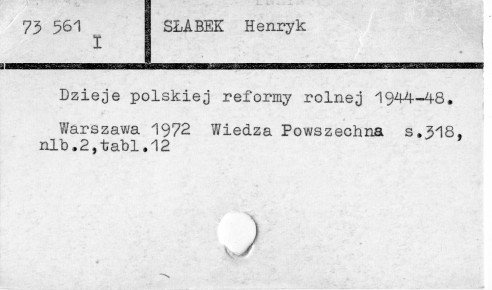 73 561
I
SŁABEK Henryk
Dzieje polskiej reformy rolnej 1944-48.
Warszawa 1972 Wiedza Powszechna s.318,
nlb.2,tabl.12